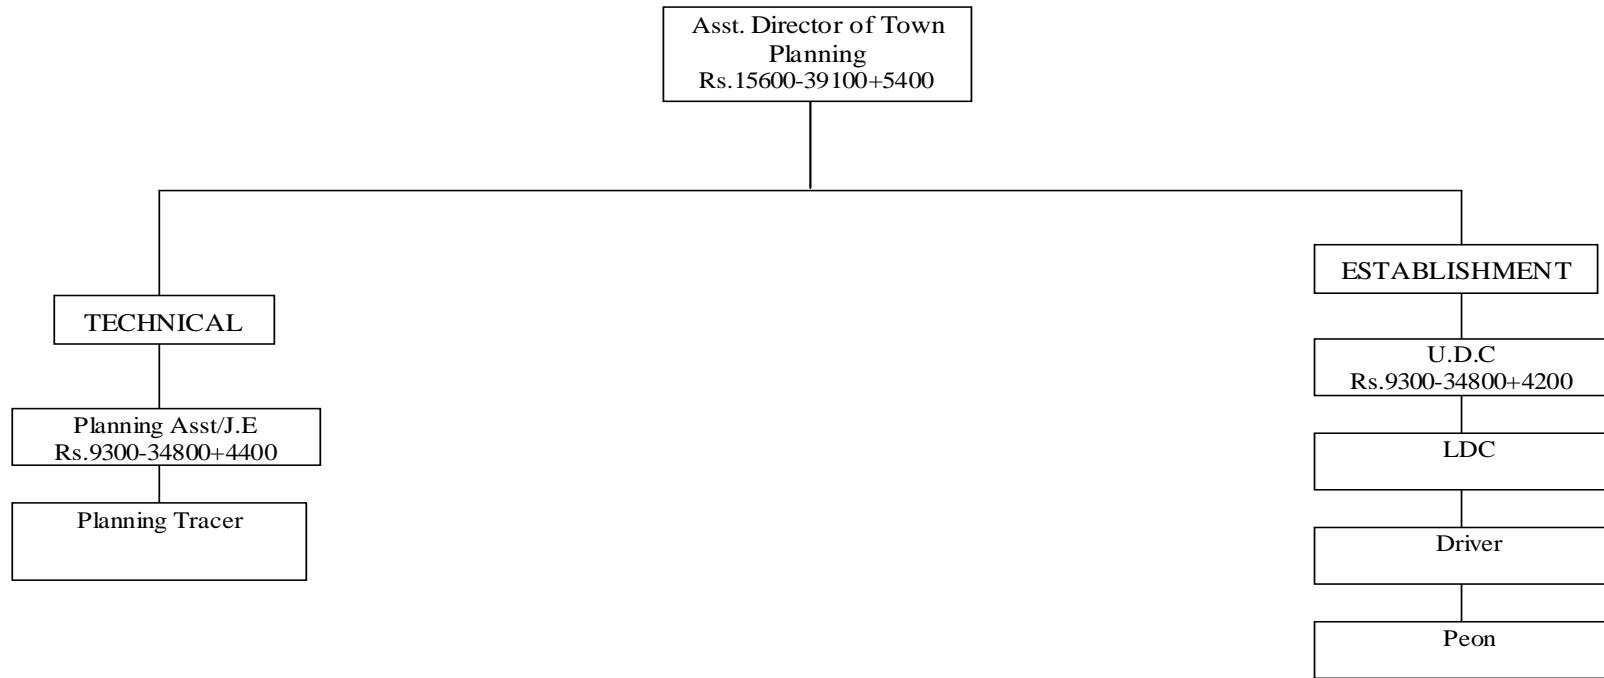 Asst. Director of Town
Planning
Rs.15600-39100+5400
TECHNICAL
Planning Asst/J.E
Rs.9300-34800+4400
Planning Tracer
ESTABLISHMENT
U.D.C
Rs.9300-34800+4200
LDC
Driver
Peon